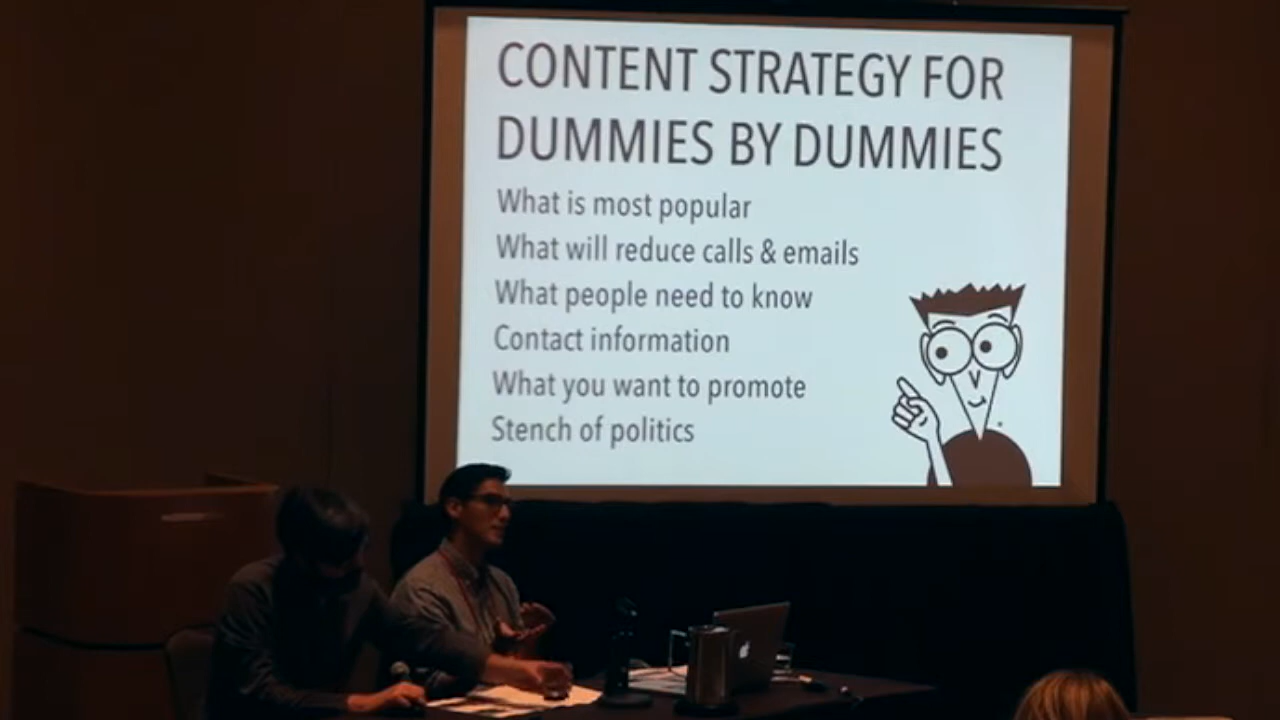 CONTENT STRATEGY FOR
DUMMIES BY DUMMIES
What is most popular
What will reduce calls & emails
What people need to know
Contact information
What you want to promote
Stench of politics